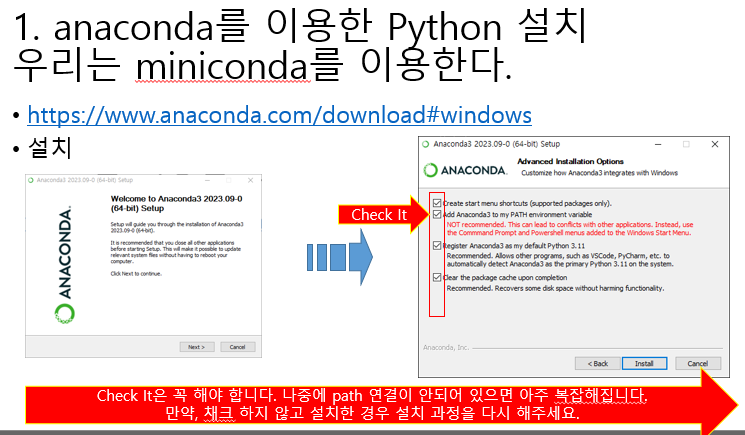 1. anaconda를 이용한 Python 설치
우리는 miniconda를 이용한다.
• https://www.anaconda.com/download#windows
• 설치
Anaconda3 2023.09-0 (64-bit) Setup
ANACONDA.
Welcome to Anaconda3 2023.09-0
(64-bit) Setup
Setup will guide you through the installation of Anaconda3
2023.09-0 (64-bit).
It is recommended that you close all other applications
before starting Setup. This will make it possible to update
relevant system files without having to reboot your
computer.
Click Next to continue.
Next >
Cancel
Check It
Anaconda3 2023.09-0 (64-bit) Setup
ANACONDA.
Advanced Installation Options
Customize how Anaconda3 integrates with Windows
Create start menu shortcuts (supported packages only).
Add Anaconda3 to my PATH environment variable
NOT recommended. This can lead to conflicts with other applications. Instead, use
the Commmand Prompt and Powershell menus added to the Windows Start Menu.
Register Anaconda3 as my default Python 3.11
Recommended. Allows other programs, such as VSCode, PyCharm, etc. to
automatically detect Anaconda3 as the primary Python 3.11 on the system.
Clear the package cache upon completion
Recommended. Recovers some disk space without harming functionality.
Anaconda, Inc.
< Back
Install
Cancel
Check It은 꼭 해야 합니다. 나중에 path 연결이 안되어 있으면 아주 복잡해집니다.
만약, 채크 하지 않고 설치한 경우 설치 과정을 다시 해주세요.